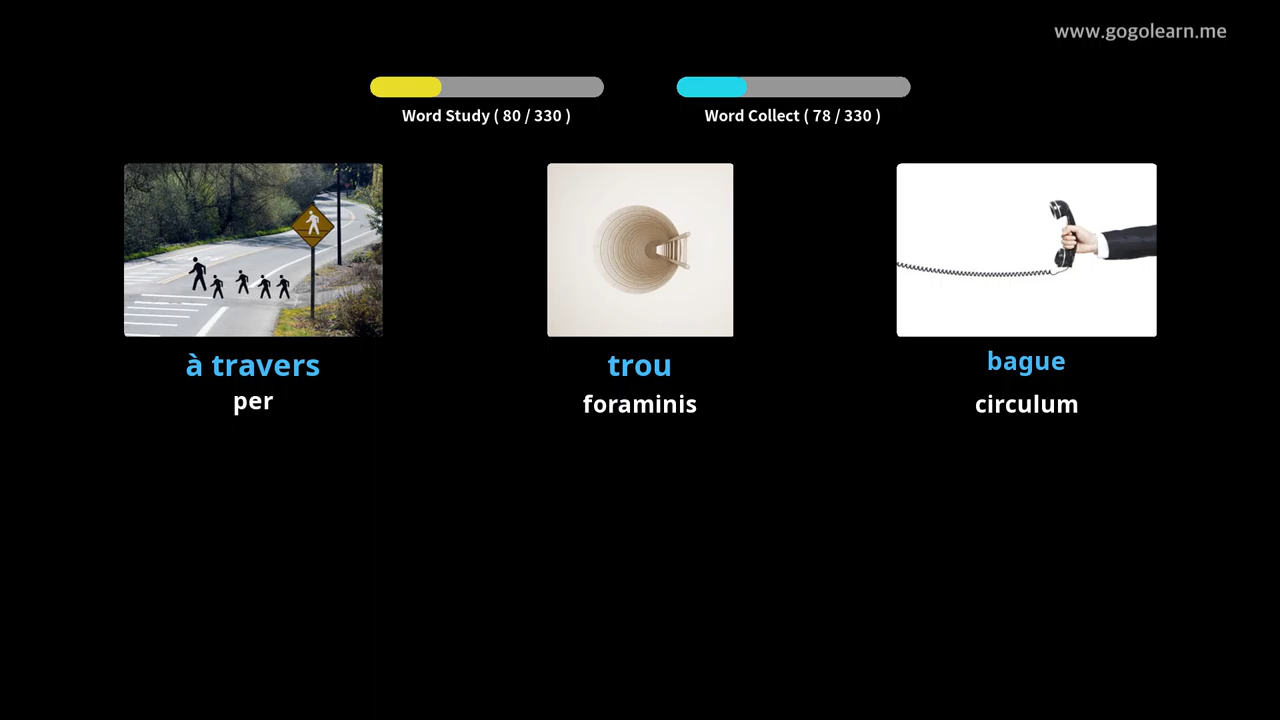 www.gogolearn.me
Word Study ( 80 / 330 )
Word Collect ( 78 / 330 )
à travers
per
trou
foraminis
bague
circulum